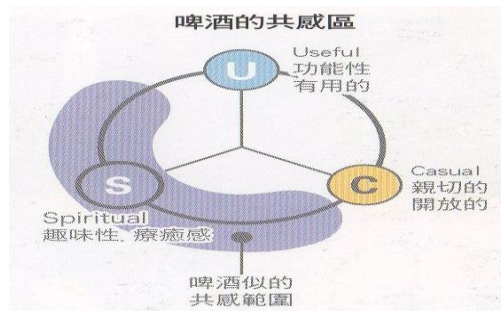 啤酒的共感區
U
Useful
功能性
有用的
S
Spiritual
趣味性、療癒感
C
Casual
親切的
開放的
啤酒似的
共感範圍